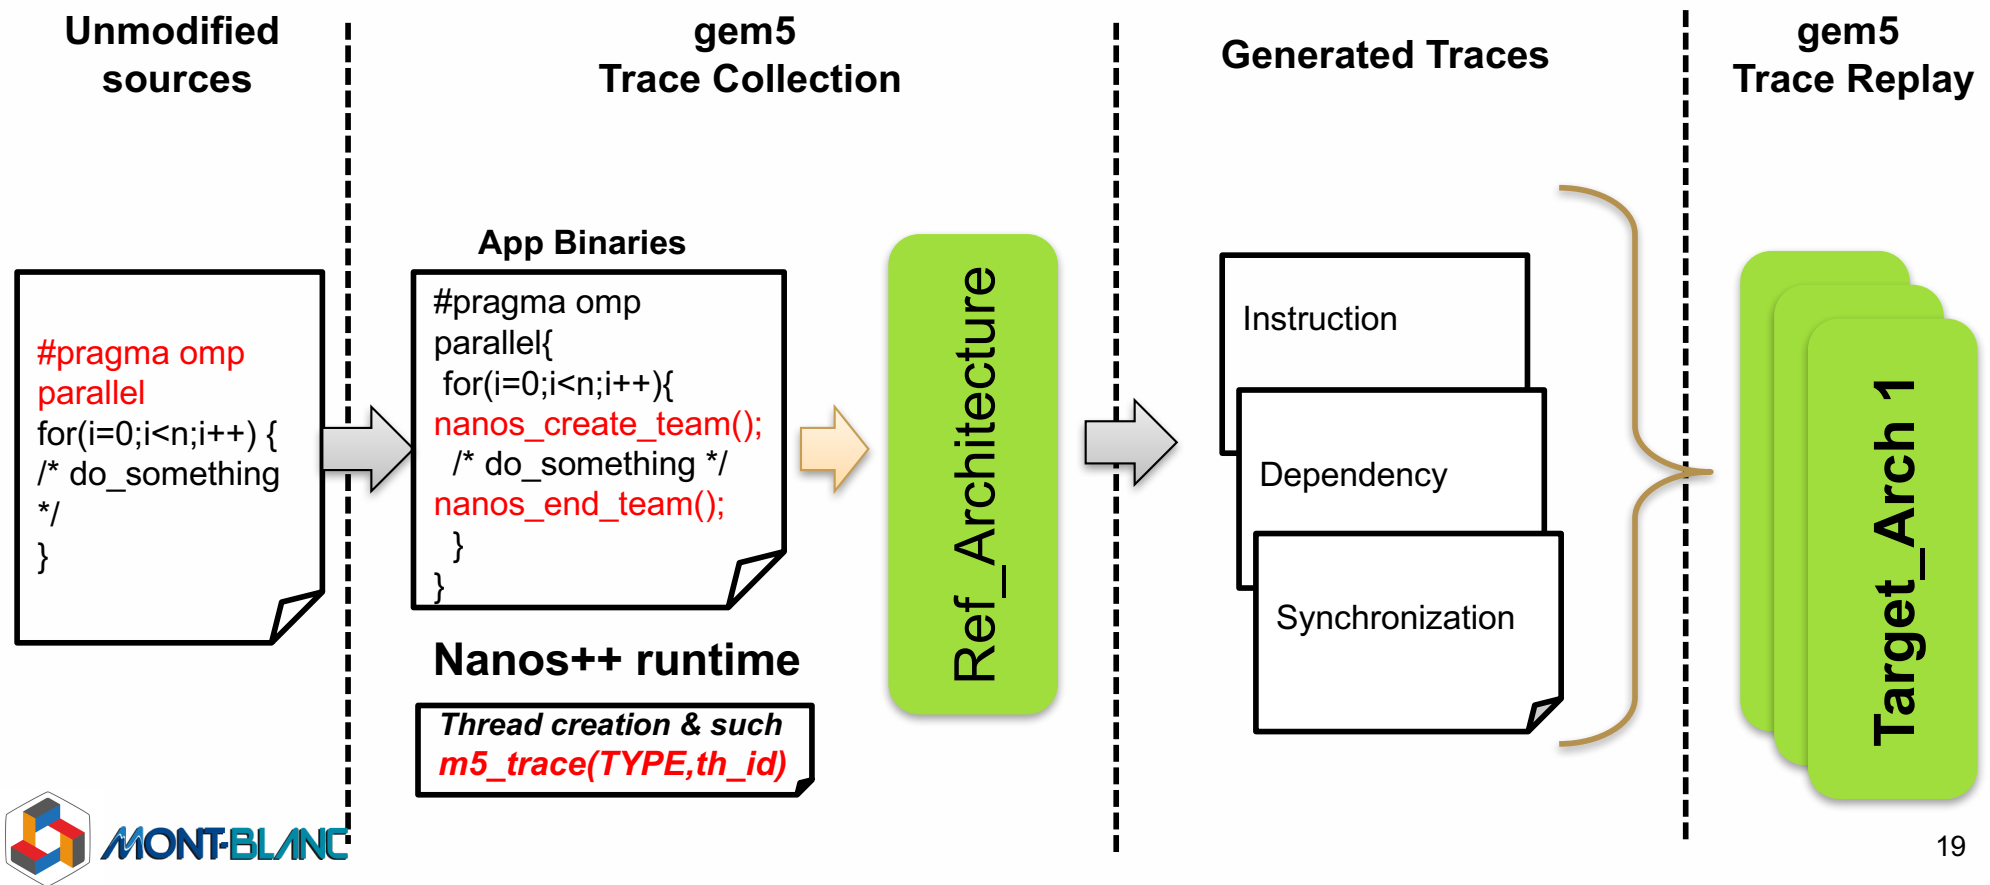 Unmodified
sources
gem5
Trace Collection
Generated Traces
gem5
Trace Replay
#pragma omp
parallel
for(i=0;i<n;i++) {
/* do_something
*/
}
App Binaries
#pragma omp
parallel{
for(i=0;i<n;i++){
nanos_create_team();
/* do_something */
nanos_end_team();
}
}
Nanos++ runtime
Thread creation & such
m5_trace(TYPE,th_id)
Ref_Architecture
Instruction
Dependency
Synchronization
Target_Arch 1
MONT-BLANC
19